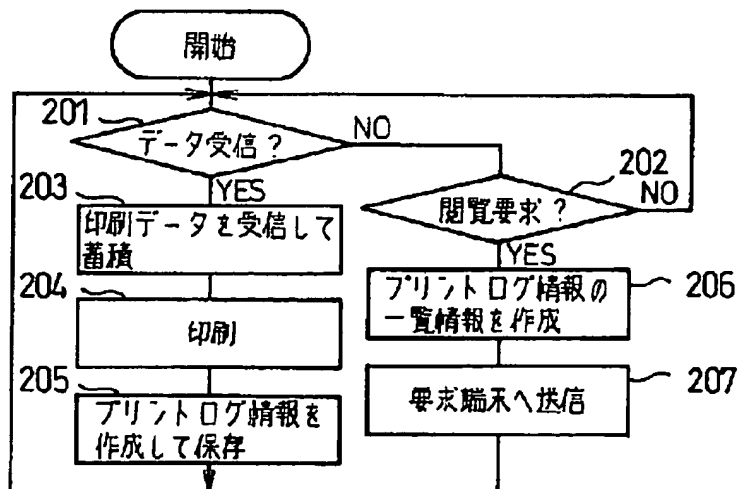 開始
201
データ受信?
NO
202
203
YES
閲覧要求?
NO
印刷データを受信して
蓄積
YES
204
プリントログ情報の
一覧情報を作成
206
印刷
205
要求端末へ送信
207
プリントログ情報を
作成して保存